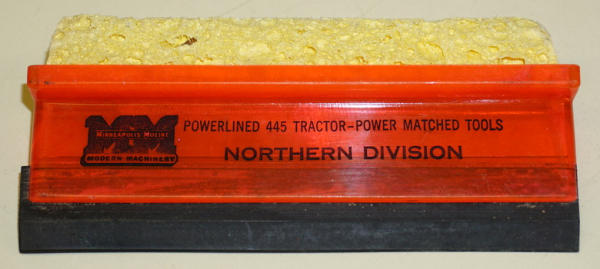 MM
MINNEAPOLIS MOLINE
MODERN MACHINERY
POWERLINED 445 TRACTOR-POWER MATCHED TOOLS
NORTHERN DIVISION